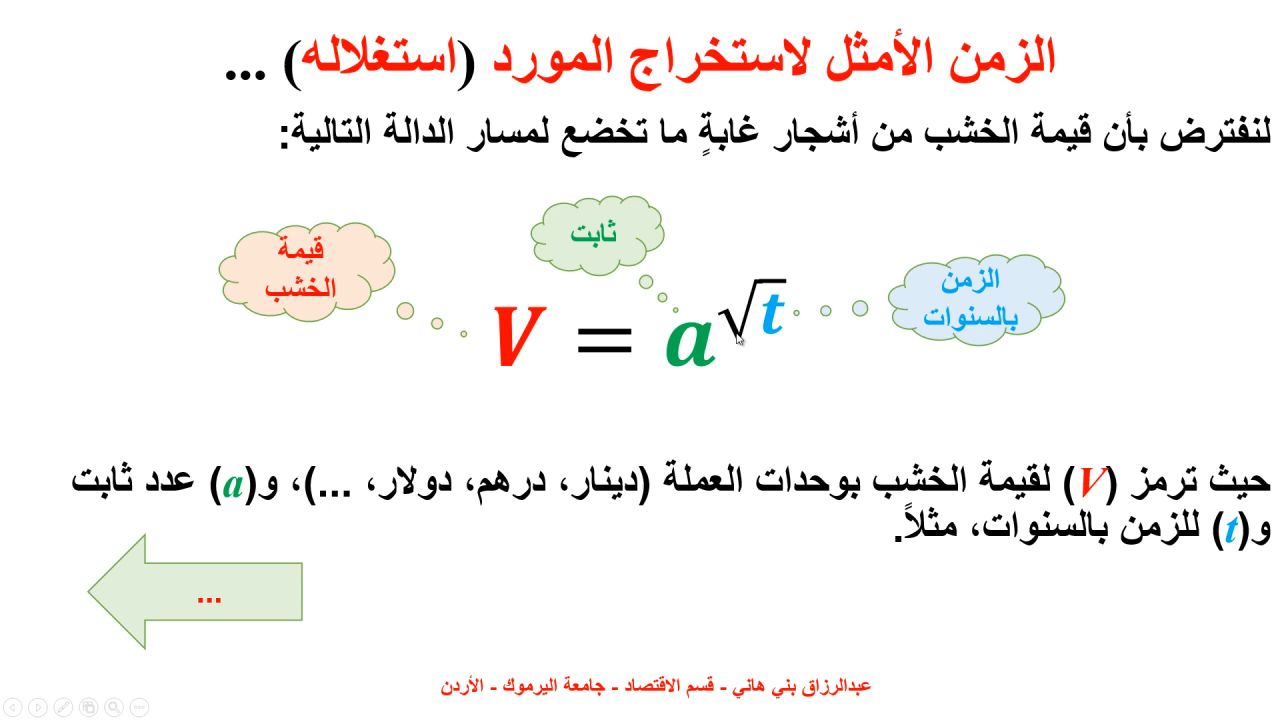 الزمن الأمثل لاستخراج المورد (استغلاله) ...
لنفترض بأن قيمة الخشب من أشجار غابةٍ ما تخضع لمسار الدالة التالية:
قيمة
الخشب
ثابت
الزمن
بالسنوات
V = a^√t
حيث ترمز (V) لقيمة الخشب بوحدات العملة (دينار، درهم، دولار، ...)، و(a) عدد ثابت
و(t) للزمن بالسنوات، مثلاً.
...
عبدالرزاق بني هاني - قسم الاقتصاد - جامعة اليرموك - الأردن